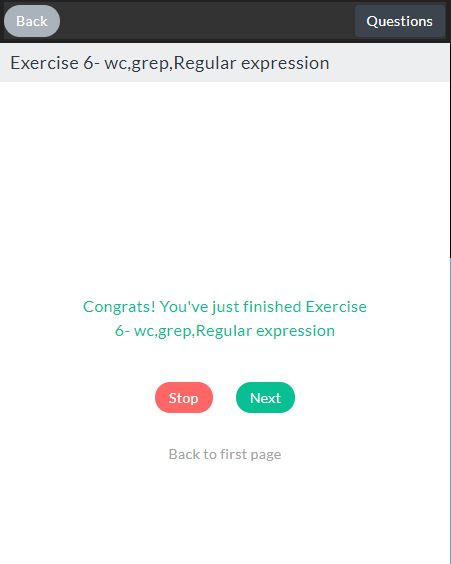 Back
Questions
Exercise 6- wc,grep,Regular expression
Congrats! You've just finished Exercise
6- wc,grep,Regular expression
Stop
Next
Back to first page